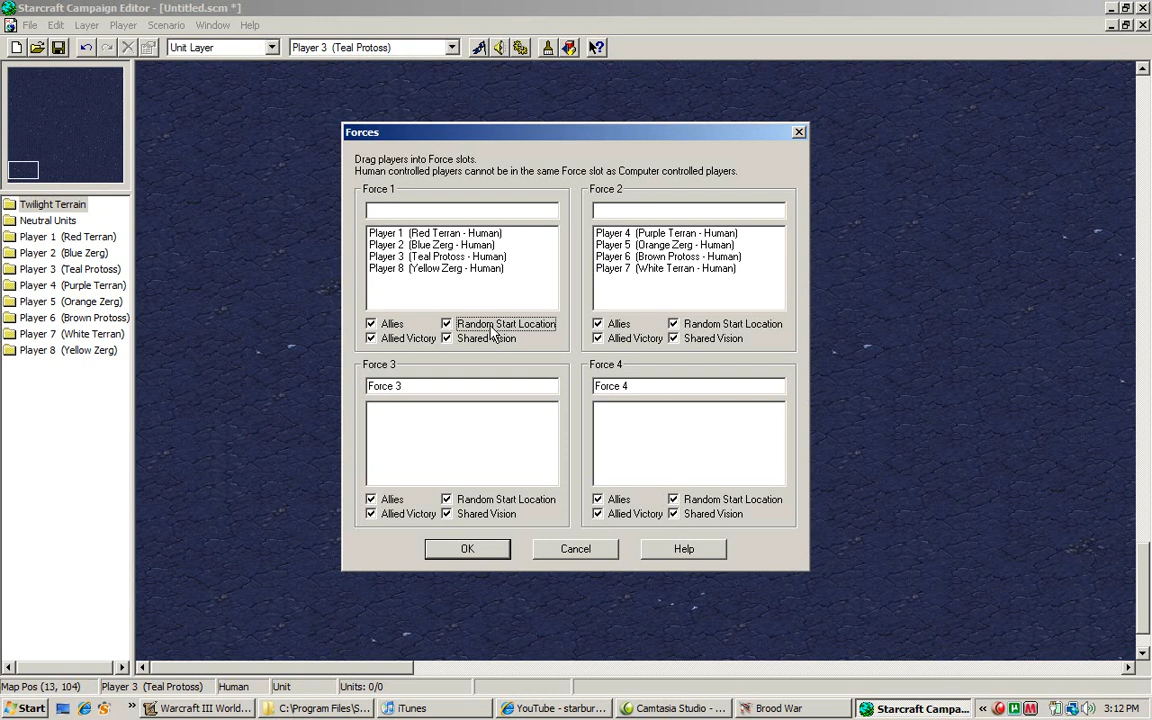 Starcraft Campaign Editor - [Untitled.scm *]
File Edit Layer Player Scenario Window Help
Unit Layer
Player 3 (Teal Protoss)
Twilight Terrain
Neutral Units
Player 1 (Red Terran)
Player 2 (Blue Zerg)
Player 3 (Teal Protoss)
Player 4 (Purple Terran)
Player 5 (Orange Zerg)
Player 6 (Brown Protoss)
Player 7 (White Terran)
Player 8 (Yellow Zerg)
Forces
Drag players into Force slots.
Human controlled players cannot be in the same Force slot as Computer controlled players.
Force 1
Player 1 (Red Terran - Human)
Player 2 (Blue Zerg - Human)
Player 3 (Teal Protoss - Human)
Player 8 (Yellow Zerg - Human)
Allies Random Start Location
Allied Victory Shared Vision
Force 2
Player 4 (Purple Terran - Human)
Player 5 (Orange Zerg - Human)
Player 6 (Brown Protoss - Human)
Player 7 (White Terran - Human)
Allies Random Start Location
Allied Victory Shared Vision
Force 3
Force 3
Allies Random Start Location
Allied Victory Shared Vision
Force 4
Force 4
Allies Random Start Location
Allied Victory Shared Vision
OK Cancel Help
Map Pos (13, 104) Player 3 (Teal Protoss) Human Unit Units: 0/0
Start Warcraft III World... C:\Program Files\S... iTunes YouTube - starbur... Camtasia Studio - ... Brood War Starcraft Campa... 3:12 PM